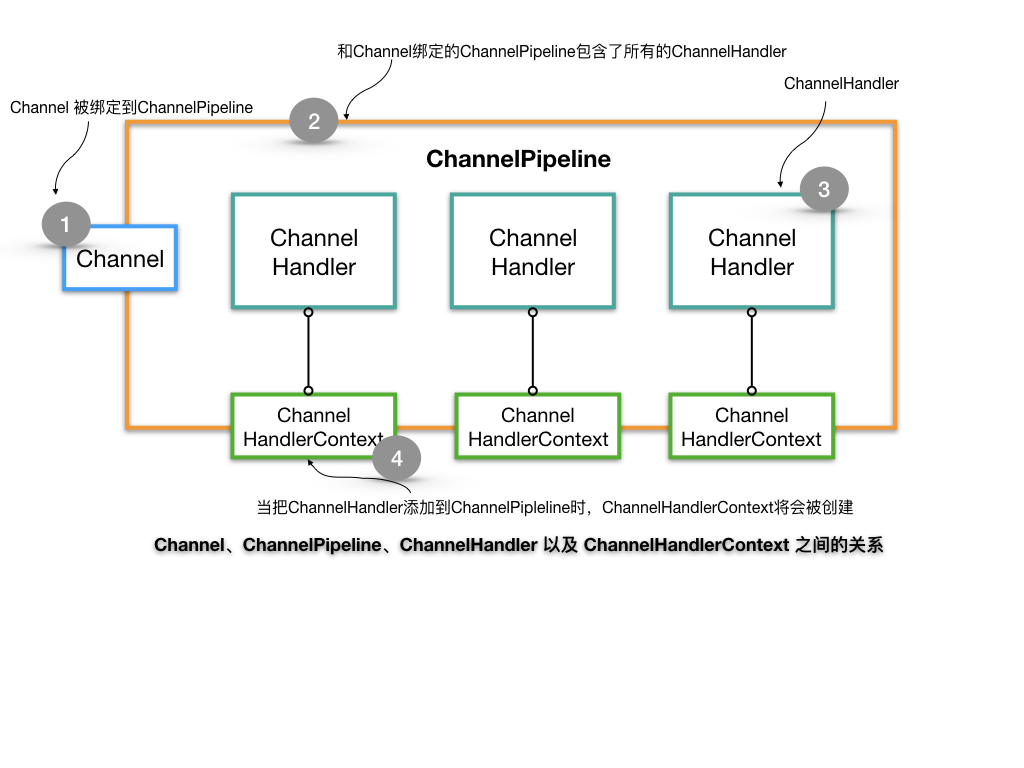 和Channel绑定的ChannelPipeline包含了所有的ChannelHandler
ChannelHandler
Channel 被绑定到ChannelPipeline
2
ChannelPipeline
3
1
Channel
Channel
Handler
Channel
Handler
Channel
Handler
Channel
HandlerContext
Channel
HandlerContext
Channel
HandlerContext
4
当把ChannelHandler添加到ChannelPipleline时，ChannelHandlerContext将会被创建
Channel、ChannelPipeline、ChannelHandler 以及 ChannelHandlerContext 之间的关系